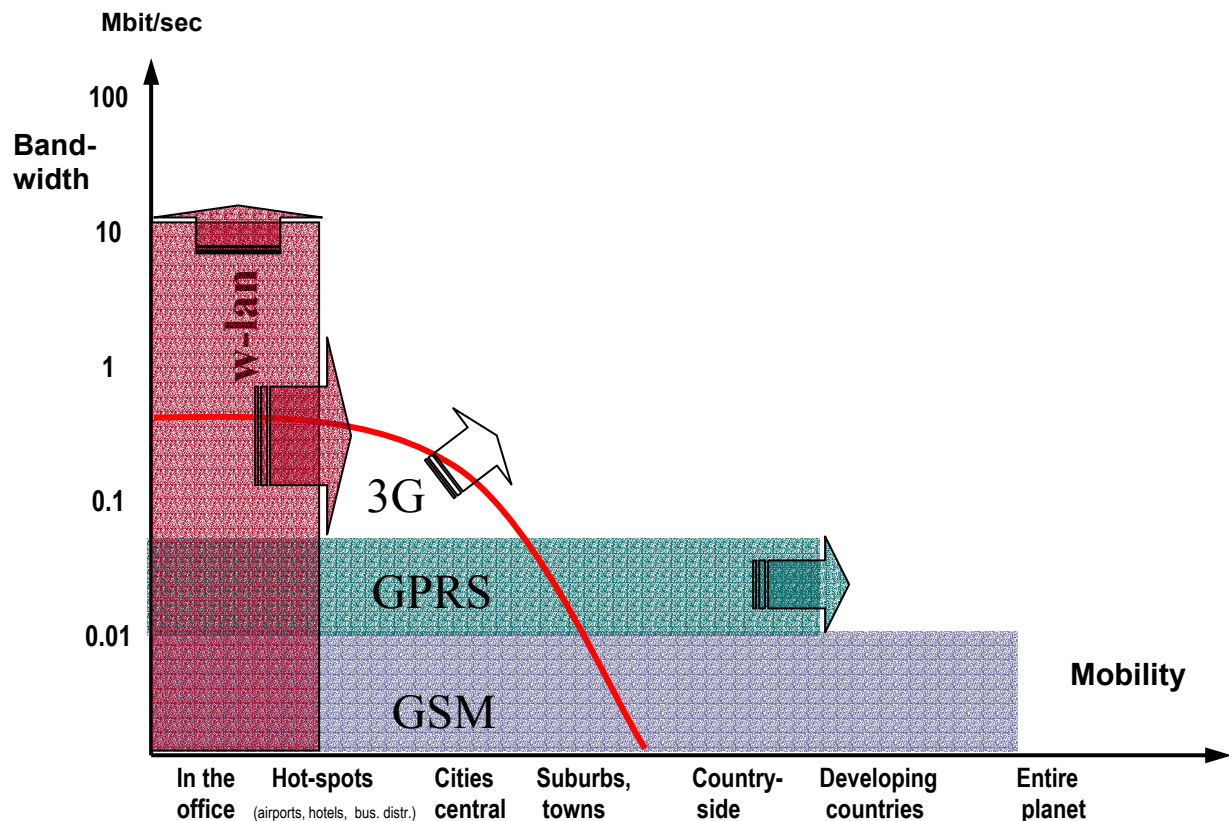 Mbit/sec
100
Band-
width
10
w-lan
1
0.1
3G
GPRS
0.01
Mobility
GSM
In the
office
Hot-spots
(airports, hotels, bus. distr.)
Cities
central
Suburbs,
towns
Country-
side
Developing
countries
Entire
planet